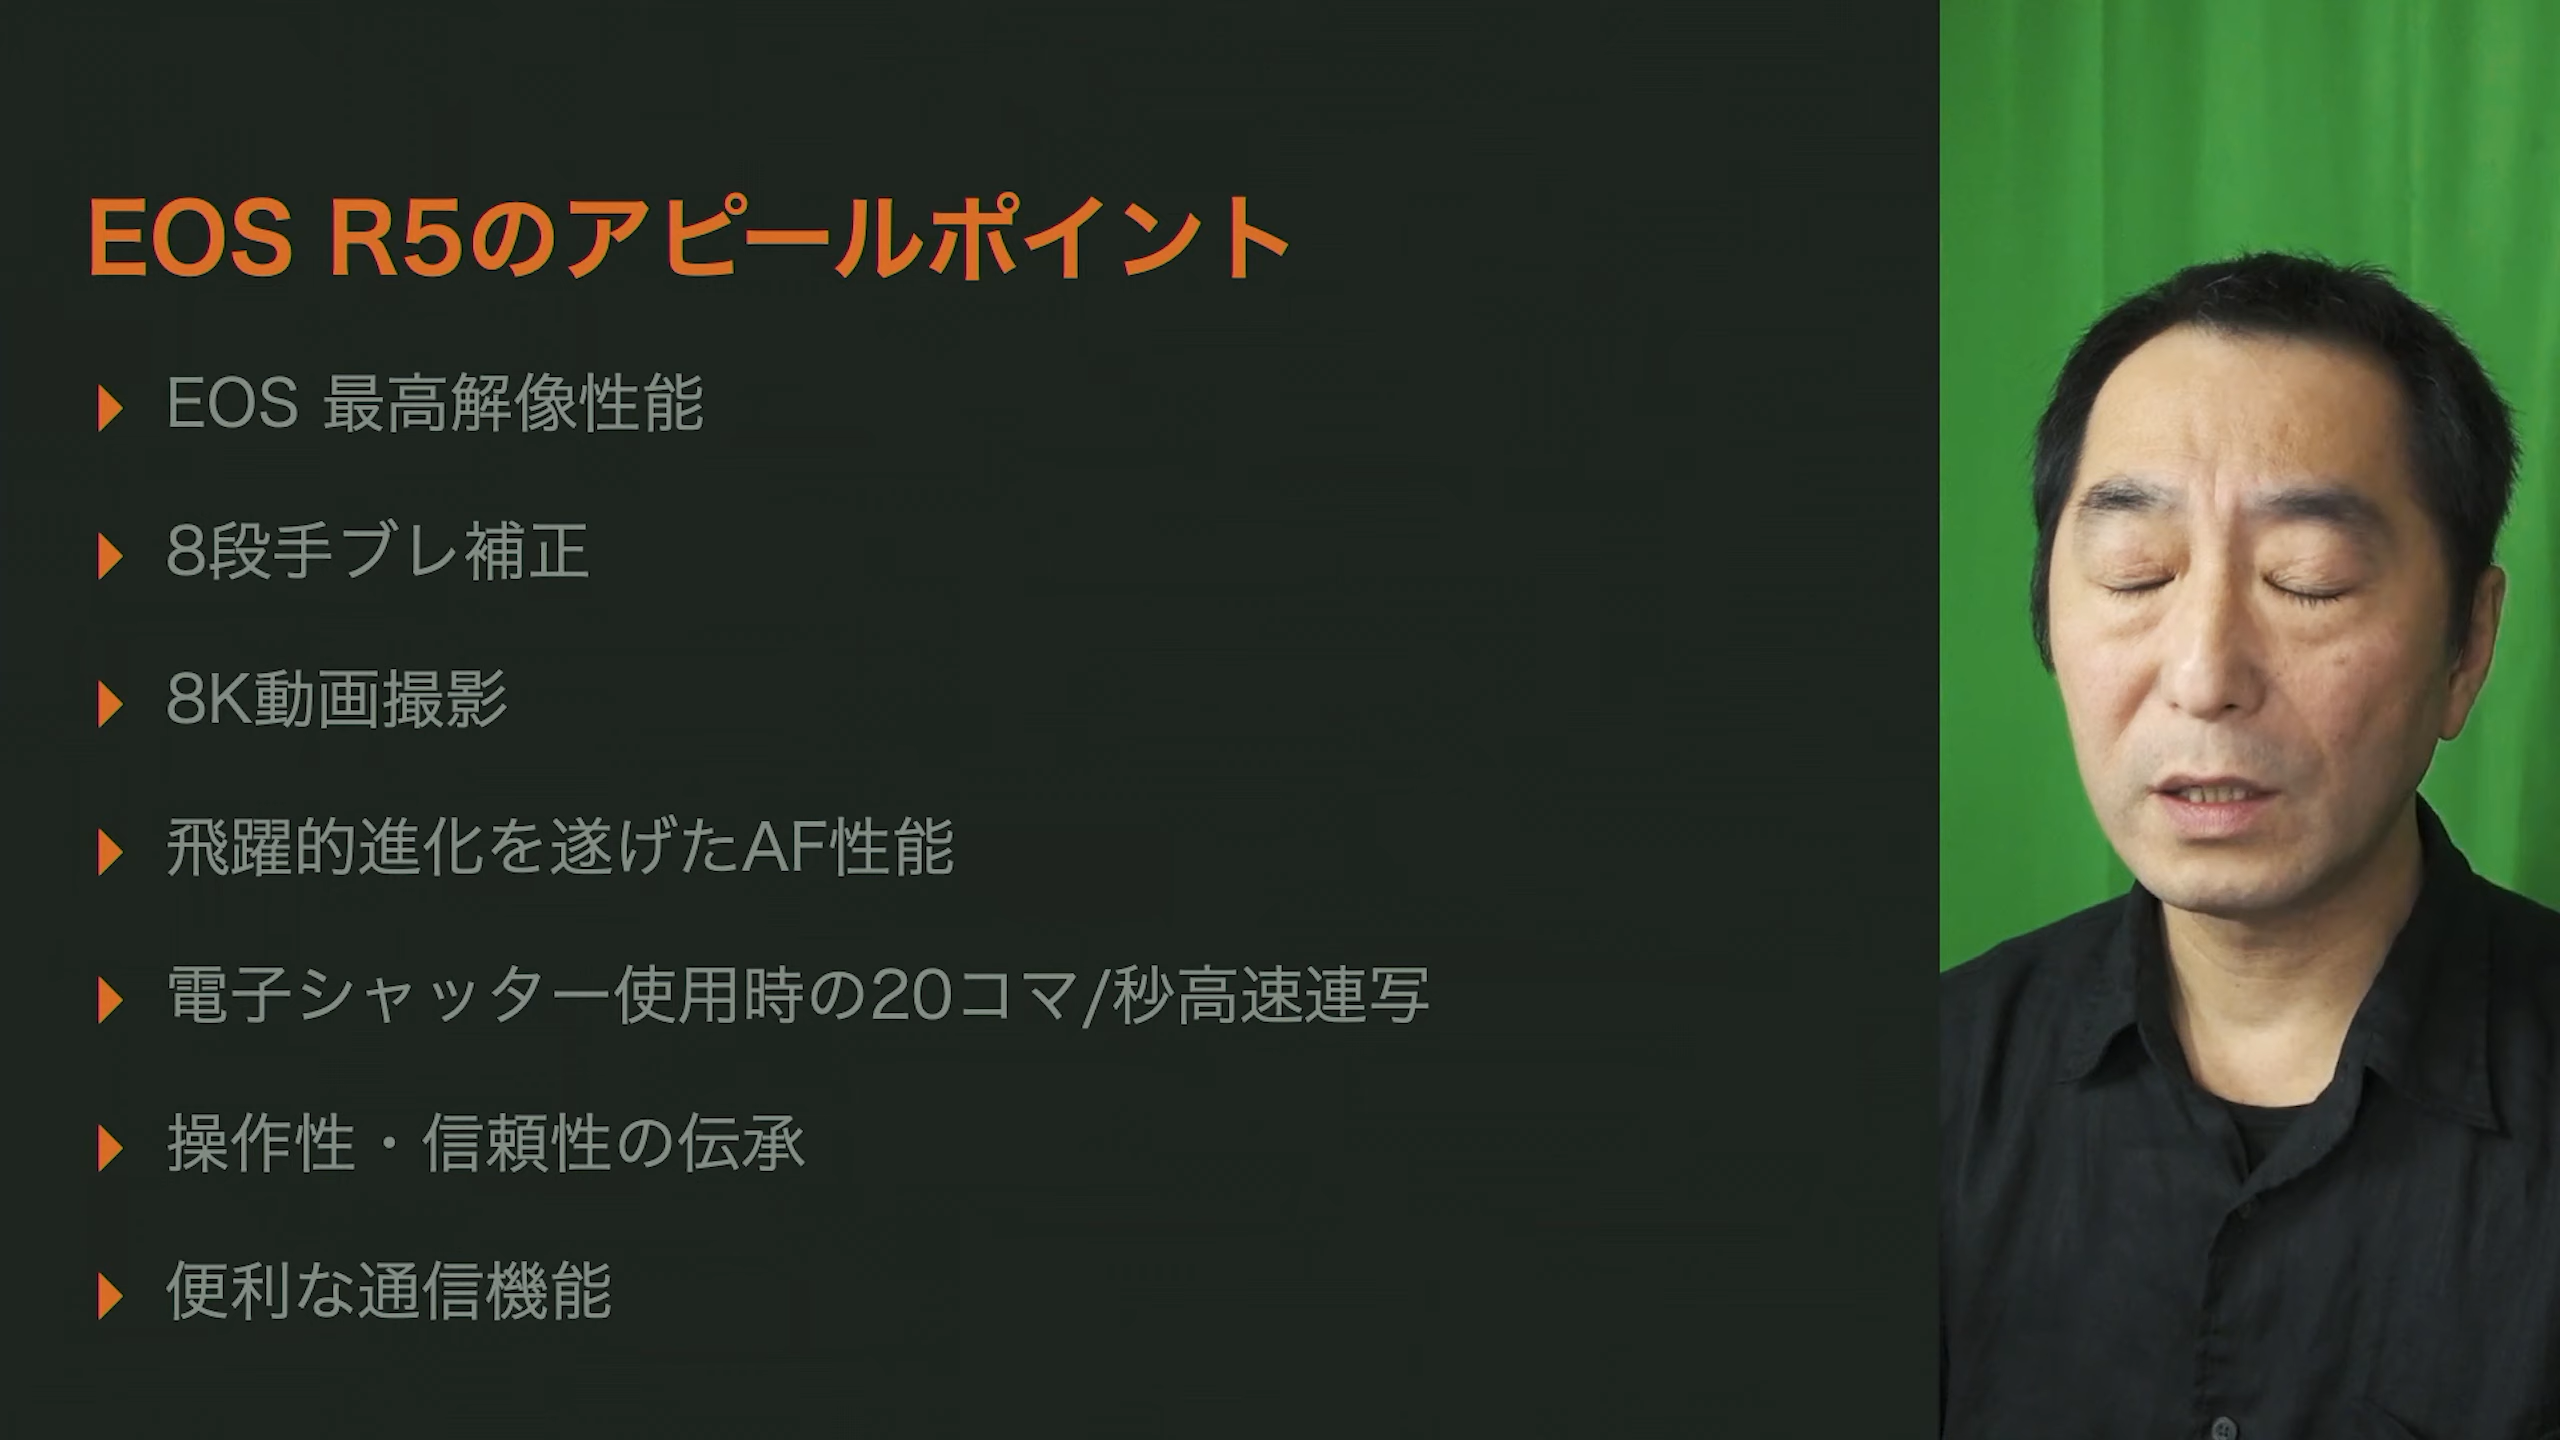 EOS R5のアピールポイント
EOS 最高解像性能
8段手ブレ補正
8K動画撮影
飛躍的進化を遂げたAF性能
電子シャッター使用時の20コマ/秒高速連写
操作性・信頼性の伝承
便利な通信機能